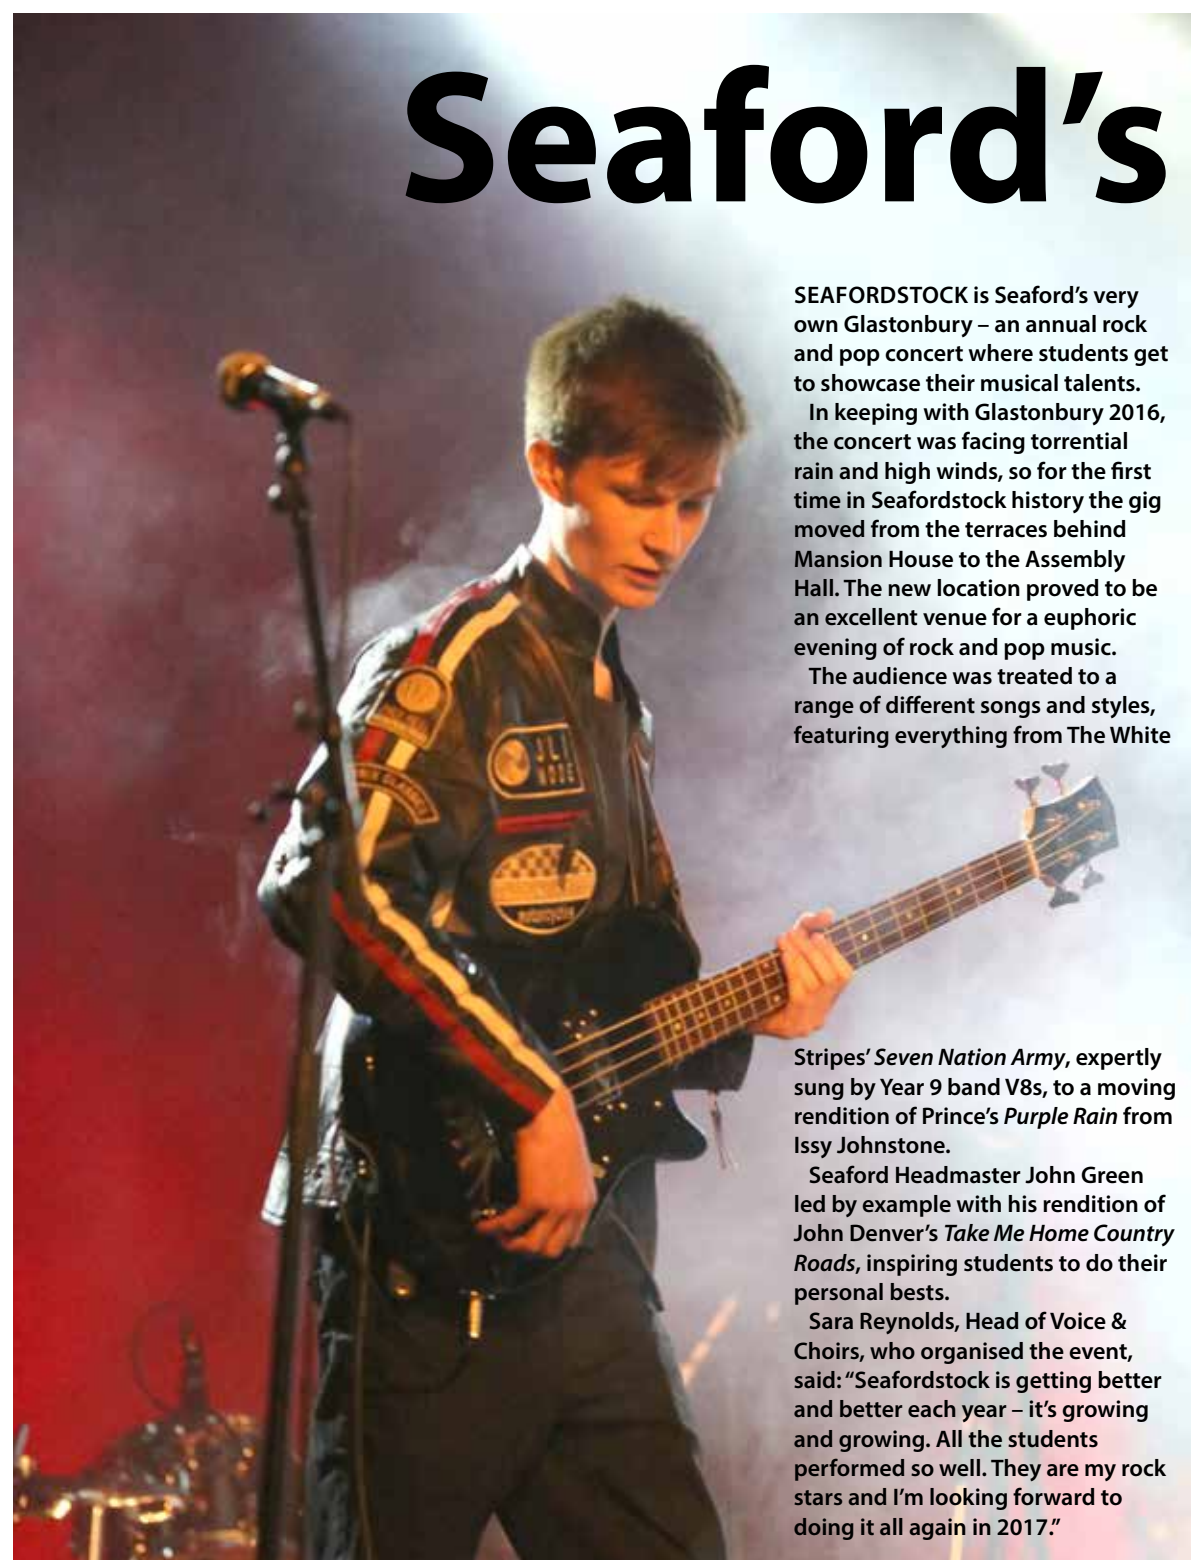 Seaford's
SEAFORDSTOCK is Seaford's very
own Glastonbury – an annual rock
and pop concert where students get
to showcase their musical talents.
In keeping with Glastonbury 2016,
the concert was facing torrential
rain and high winds, so for the first
time in Seafordstock history the gig
moved from the terraces behind
Mansion House to the Assembly
Hall. The new location proved to be
an excellent venue for a euphoric
evening of rock and pop music.
The audience was treated to a
range of different songs and styles,
featuring everything from The White
Stripes' Seven Nation Army, expertly
sung by Year 9 band V8s, to a moving
rendition of Prince's Purple Rain from
Issy Johnstone.
Seaford Headmaster John Green
led by example with his rendition of
John Denver's Take Me Home Country
Roads, inspiring students to do their
personal bests.
Sara Reynolds, Head of Voice &
Choirs, who organised the event,
said: “Seafordstock is getting better
and better each year – it's growing
and growing. All the students
performed so well. They are my rock
stars and I'm looking forward to
doing it all again in 2017.”